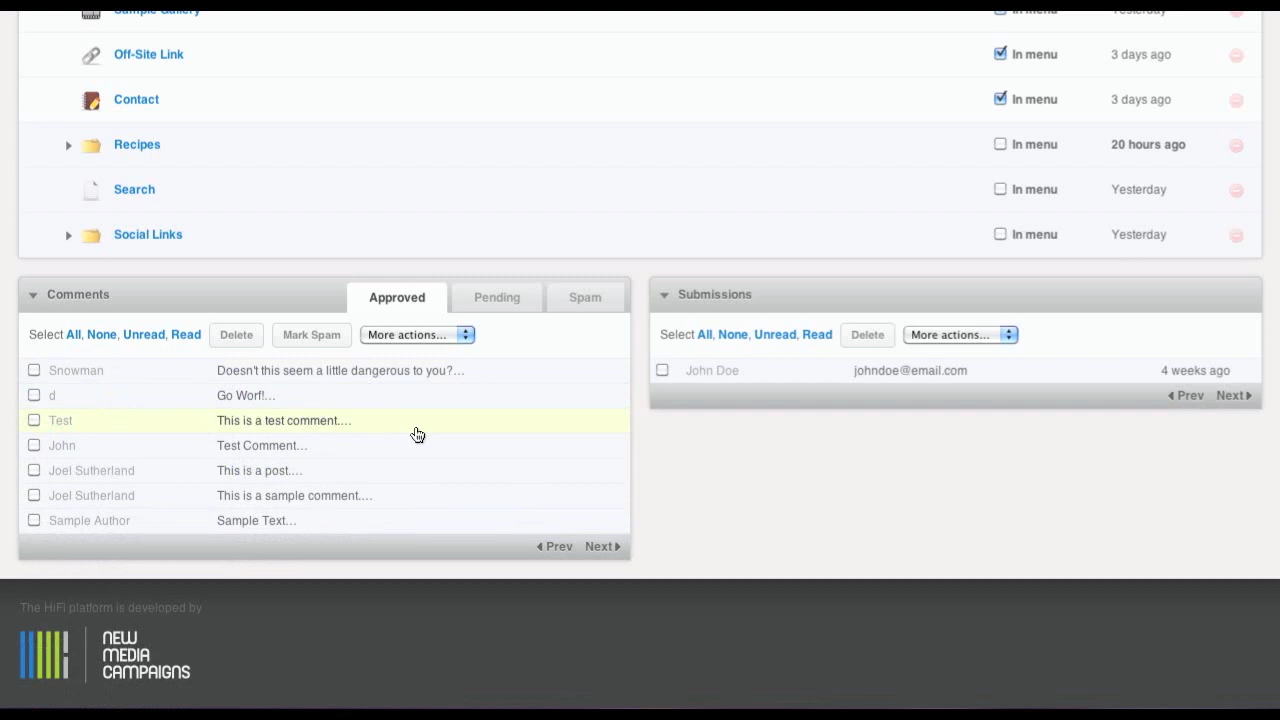 Sample Gallery In menu Yesterday
Off-Site Link In menu 3 days ago
Contact In menu 3 days ago
Recipes In menu 20 hours ago
Search In menu Yesterday
Social Links In menu Yesterday
Comments Approved Pending Spam
Select All, None, Unread, Read Delete Mark Spam More actions...
Snowman Doesn't this seem a little dangerous to you?…
d Go Worf!…
Test This is a test comment.…
John Test Comment…
Joel Sutherland This is a post.…
Joel Sutherland This is a sample comment.…
Sample Author Sample Text…
Prev Next
Submissions
Select All, None, Unread, Read Delete More actions...
John Doe johndoe@email.com 4 weeks ago
Prev Next
The HiFi platform is developed by
NEW
MEDIA
CAMPAIGNS